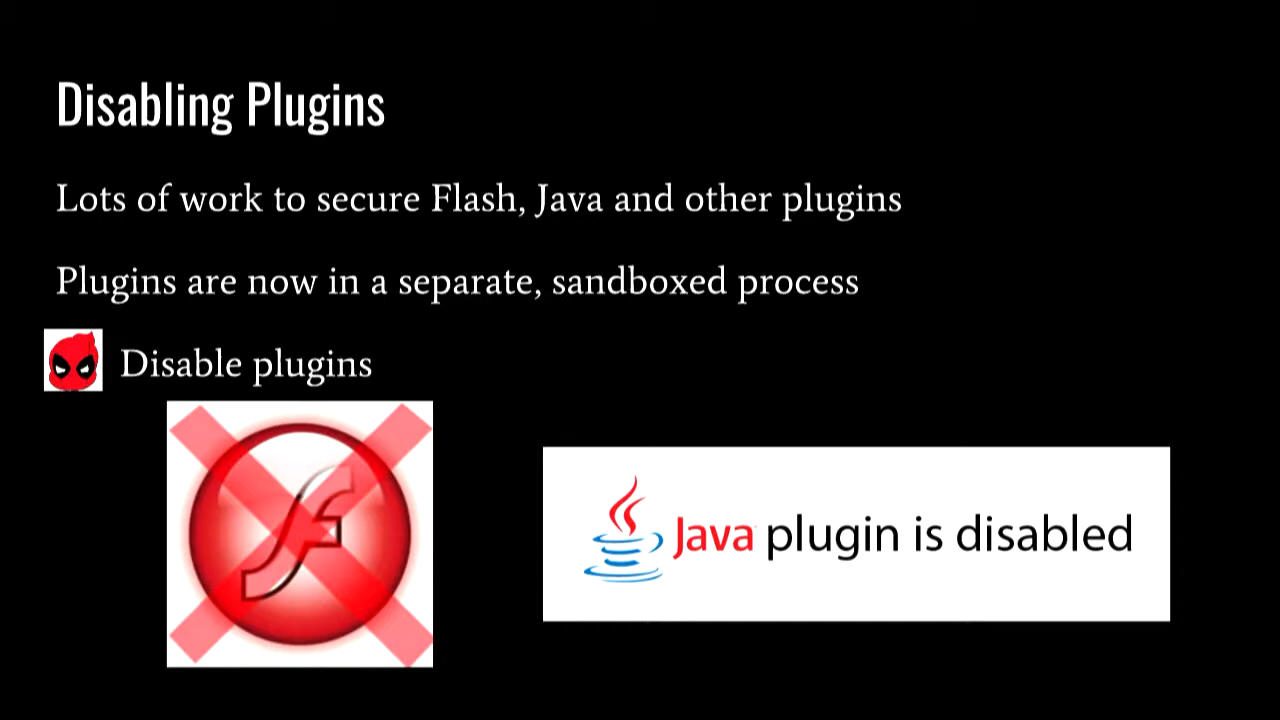 Disabling Plugins
Lots of work to secure Flash, Java and other plugins
Plugins are now in a separate, sandboxed process
Disable plugins
Java plugin is disabled